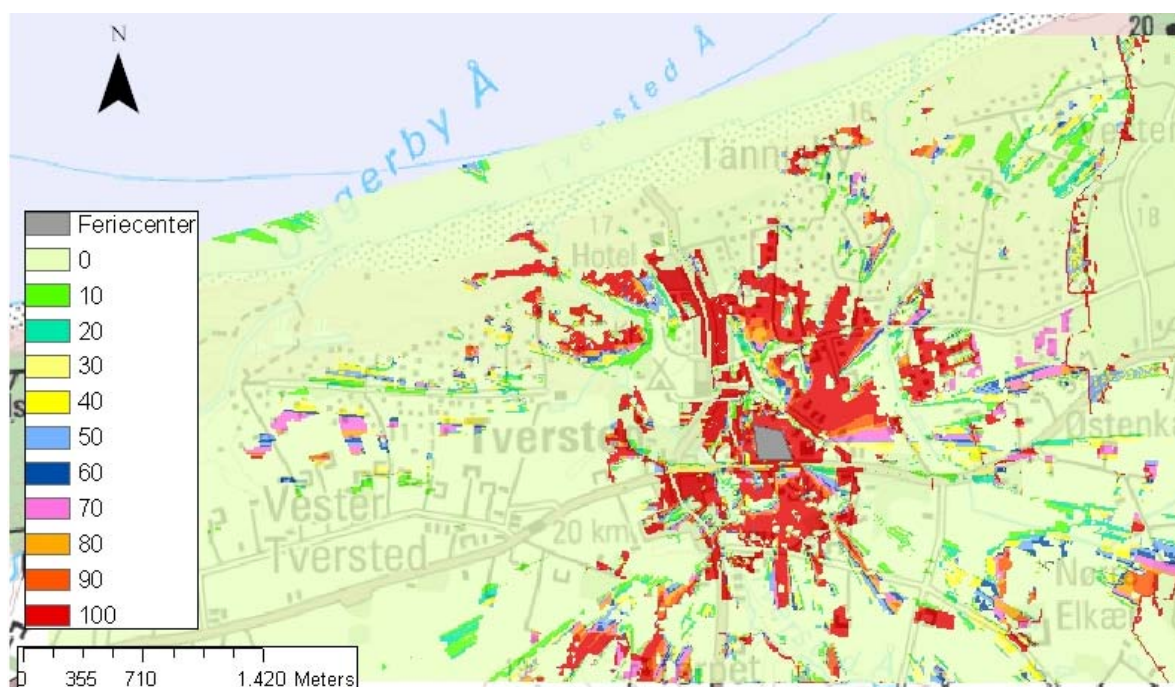 N
20
Uggerby Å
Tversted Å
16
Tannisby
17
Hotel
18
Feriecenter
0
10
20
30
40
50
60
70
80
90
100
Tversted
Østenk
Vester
Tversted
20 km
Elkær
0 355 710 1.420 Meters